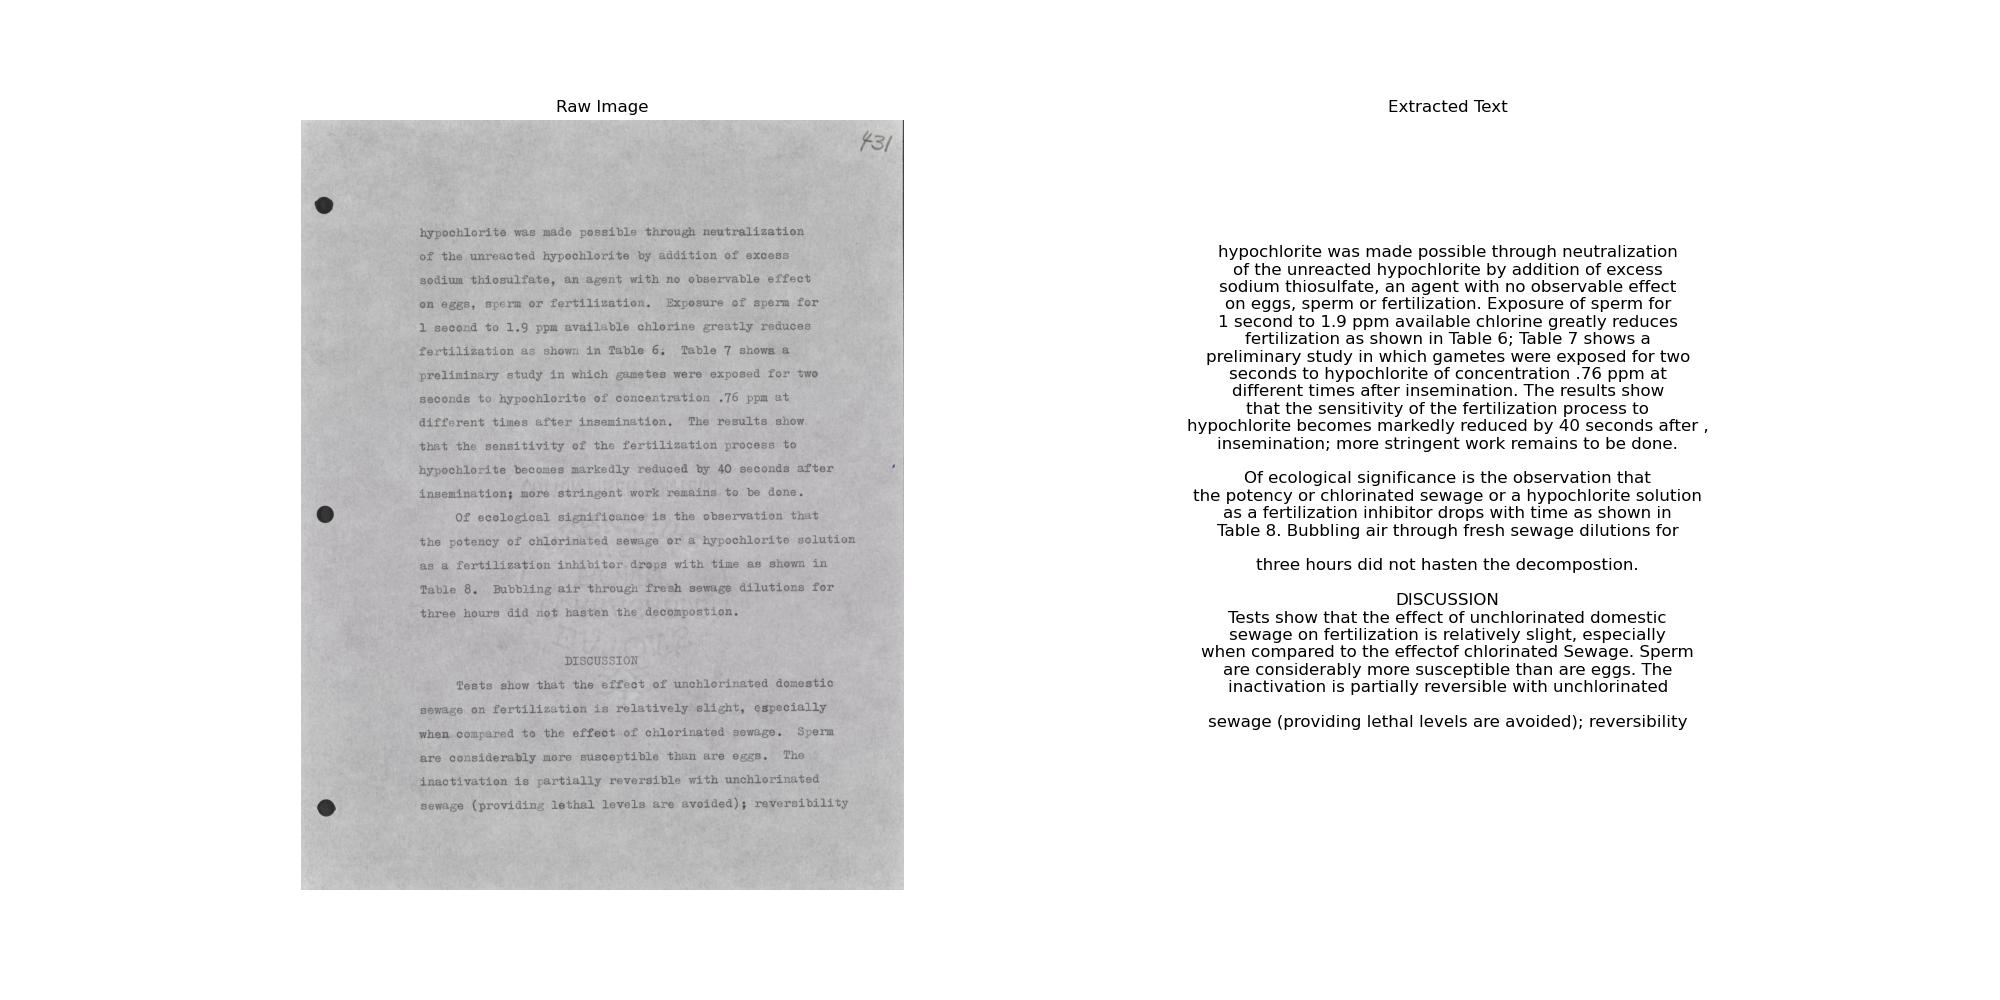 Raw Image
431
hypochlorite was made possible through neutralization
of the unreacted hypochlorite by addition of excess
sodium thiosulfate, an agent with no observable effect
on eggs, sperm or fertilization.  Exposure of sperm for
1 second to 1.9 ppm available chlorine greatly reduces
fertilization as shown in Table 6.  Table 7 shows a
preliminary study in which gametes were exposed for two
seconds to hypochlorite of concentration .76 ppm at
different times after insemination.  The results show
that the sensitivity of the fertilization process to
hypochlorite becomes markedly reduced by 40 seconds after
insemination; more stringent work remains to be done.
Of ecological significance is the observation that
the potency of chlorinated sewage or a hypochlorite solution
as a fertilization inhibitor drops with time as shown in
Table 8.  Bubbling air through fresh sewage dilutions for
three hours did not hasten the decompostion.
DISCUSSION
Tests show that the effect of unchlorinated domestic
sewage on fertilization is relatively slight, especially
when compared to the effect of chlorinated sewage.  Sperm
are considerably more susceptible than are eggs.  The
inactivation is partially reversible with unchlorinated
sewage (providing lethal levels are avoided); reversibility
Extracted Text
hypochlorite was made possible through neutralization
of the unreacted hypochlorite by addition of excess
sodium thiosulfate, an agent with no observable effect
on eggs, sperm or fertilization. Exposure of sperm for
1 second to 1.9 ppm available chlorine greatly reduces
fertilization as shown in Table 6; Table 7 shows a
preliminary study in which gametes were exposed for two
seconds to hypochlorite of concentration .76 ppm at
different times after insemination. The results show
that the sensitivity of the fertilization process to
hypochlorite becomes markedly reduced by 40 seconds after ,
insemination; more stringent work remains to be done.
Of ecological significance is the observation that
the potency or chlorinated sewage or a hypochlorite solution
as a fertilization inhibitor drops with time as shown in
Table 8. Bubbling air through fresh sewage dilutions for
three hours did not hasten the decompostion.
DISCUSSION
Tests show that the effect of unchlorinated domestic
sewage on fertilization is relatively slight, especially
when compared to the effectof chlorinated Sewage. Sperm
are considerably more susceptible than are eggs. The
inactivation is partially reversible with unchlorinated
sewage (providing lethal levels are avoided); reversibility